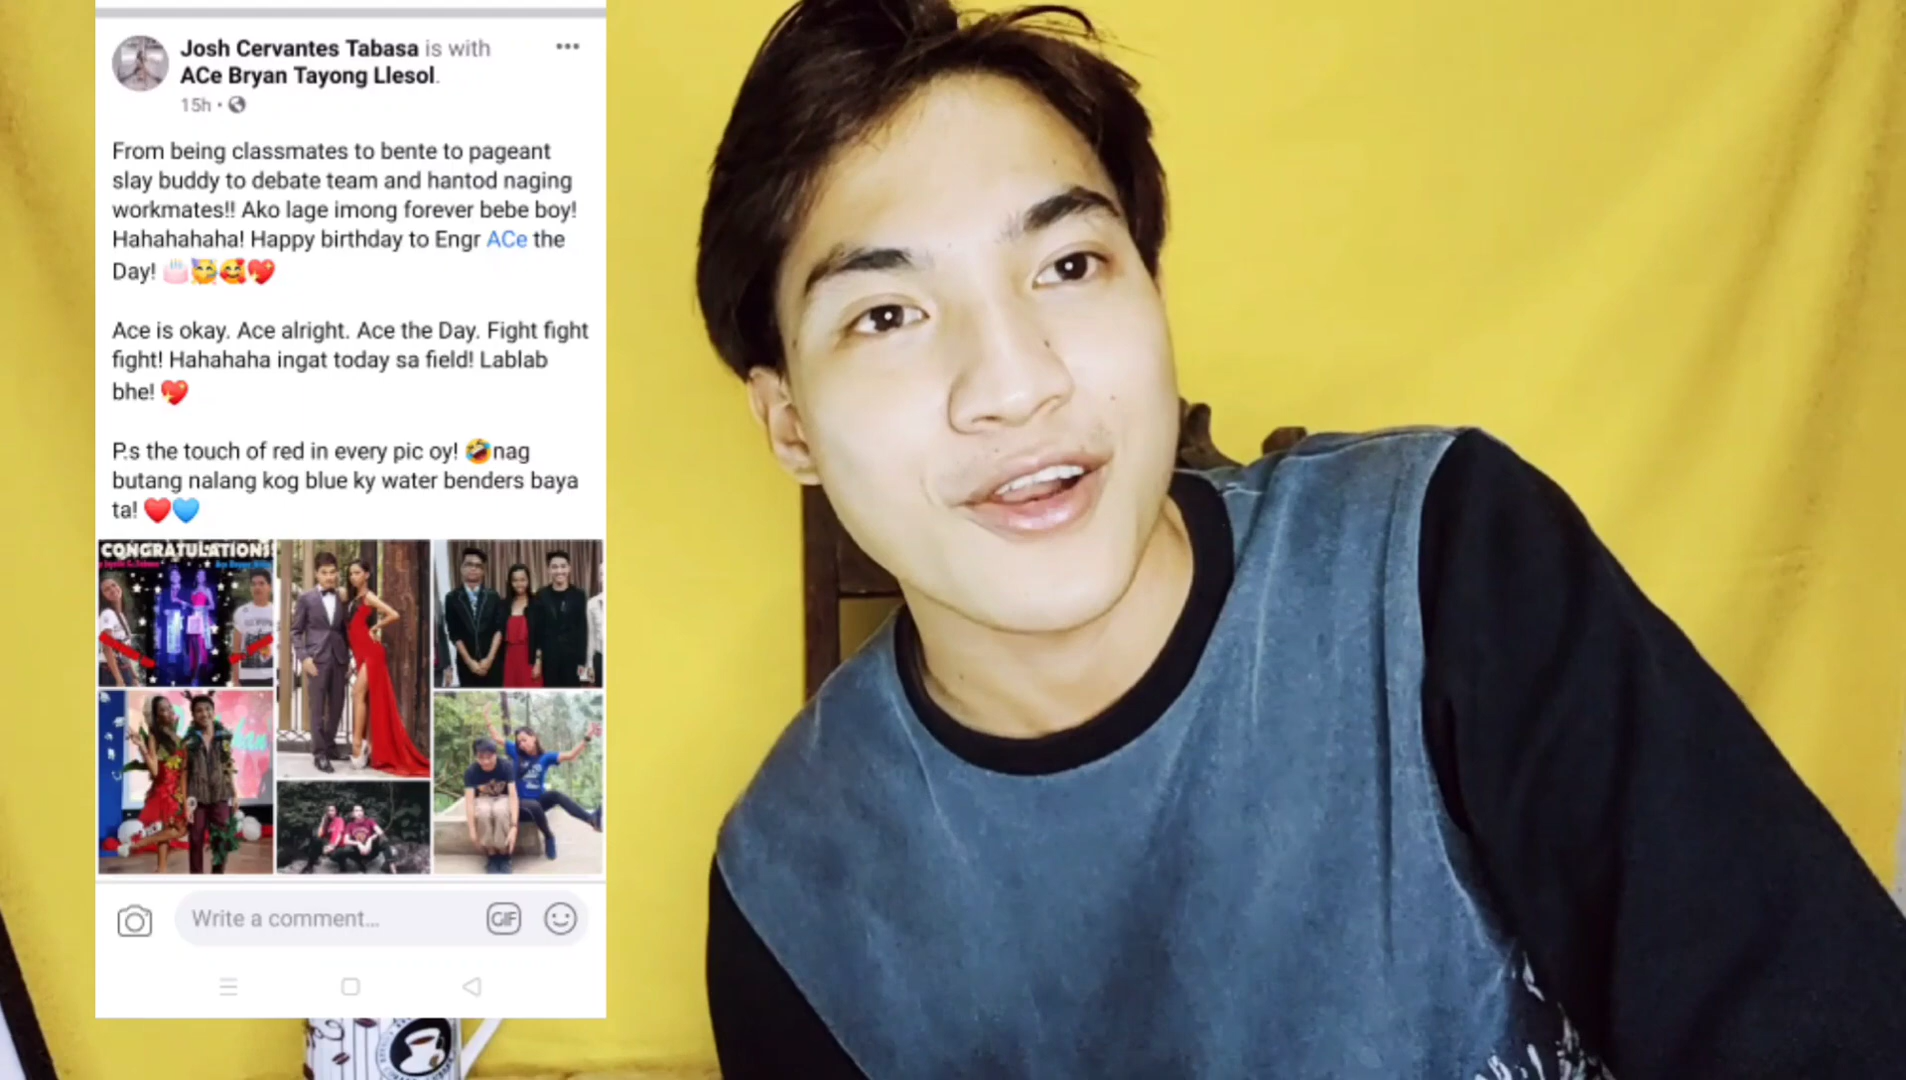 Josh Cervantes Tabasa is with
ACe Bryan Tayong Llesol.
15h
From being classmates to bente to pageant
slay buddy to debate team and hantod naging
workmates!! Ako lage imong forever bebe boy!
Hahahahaha! Happy birthday to Engr ACe the
Day! 🎂🥳🥰💖
Ace is okay. Ace alright. Ace the Day. Fight fight
fight! Hahahaha ingat today sa field! Lablab
bhe! 💖
P.s the touch of red in every pic oy! 🤣nag
butang nalang kog blue ky water benders baya
ta! ❤️💙
CONGRATULATIONS!
Write a comment...
GIF